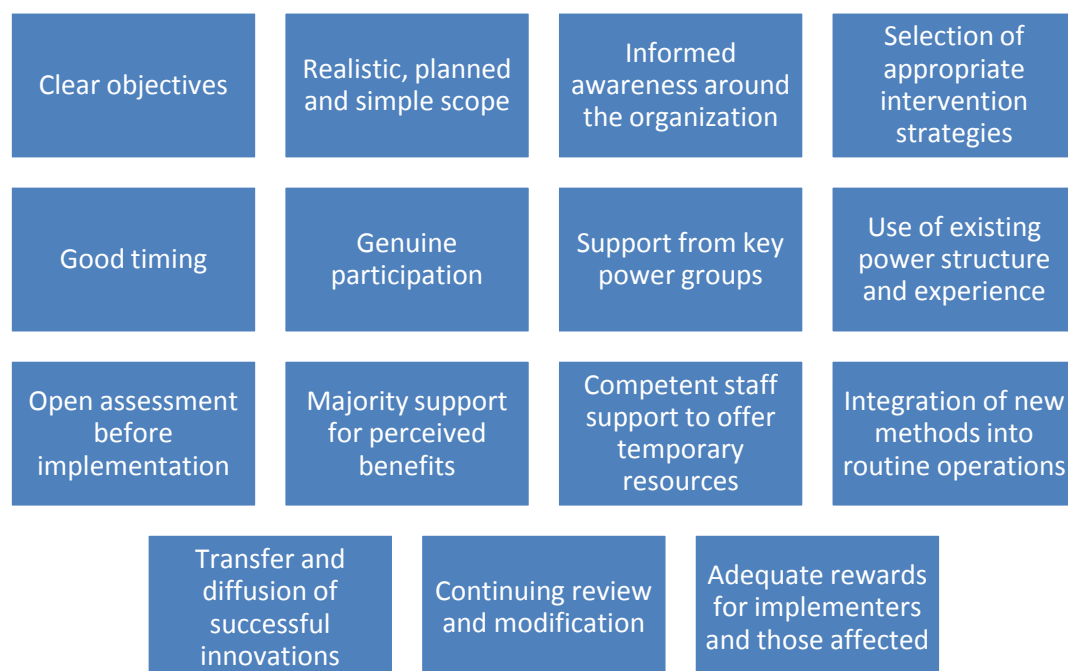 Clear objectives
Realistic, planned
and simple scope
Informed
awareness around
the organization
Selection of
appropriate
intervention
strategies
Good timing
Genuine
participation
Support from key
power groups
Use of existing
power structure
and experience
Open assessment
before
implementation
Majority support
for perceived
benefits
Competent staff
support to offer
temporary
resources
Integration of new
methods into
routine operations
Transfer and
diffusion of
successful
innovations
Continuing review
and modification
Adequate rewards
for implementers
and those affected